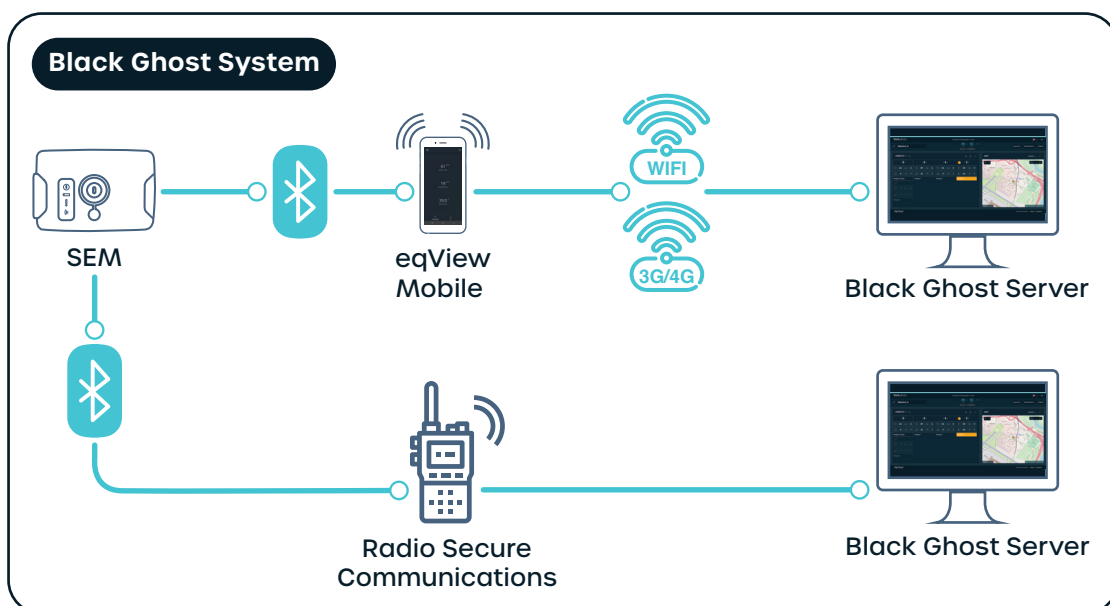 Black Ghost System
WIFI
3G/4G
SEM
eqView
Mobile
Black Ghost Server
Radio Secure
Communications
Black Ghost Server